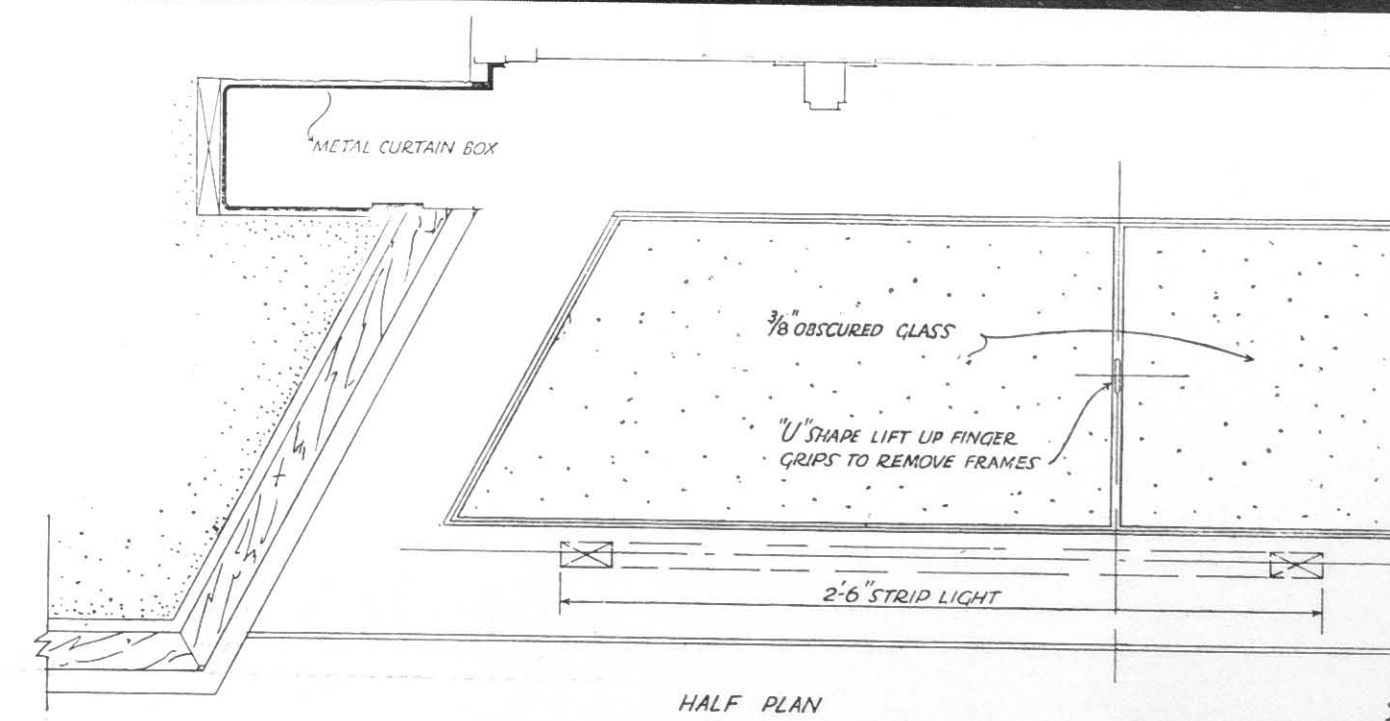 METAL CURTAIN BOX
3/8" OBSCURED GLASS
"U" SHAPE LIFT UP FINGER
GRIPS TO REMOVE FRAMES
2'-6" STRIP LIGHT
HALF PLAN